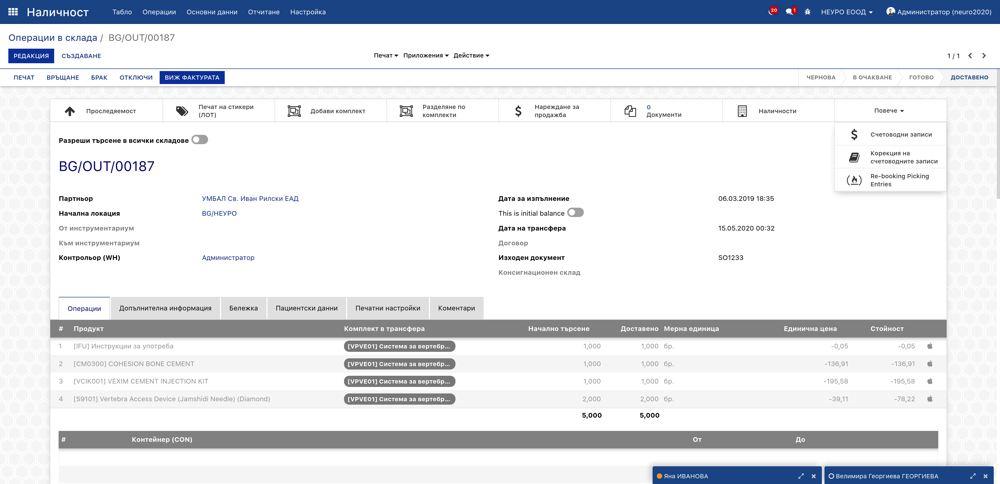 Наличност
Табло Операции Основни данни Отчитане Настройка
20 1 НЕУРО ЕООД Администратор (neuro2020)
Операции в склада / BG/OUT/00187
РЕДАКЦИЯ СЪЗДАВАНЕ
Печат Приложения Действие
1 / 1
ПЕЧАТ ВРЪЩАНЕ БРАК ОТКЛЮЧИ ВИЖ ФАКТУРАТА
ЧЕРНОВА В ОЧАКВАНЕ ГОТОВО ДОСТАВЕНО
Проследяемост
Печат на стикери
(ЛОТ)
Добави комплект
Разделяне по
комплекти
Нареждане за
продажба
0
Документи
Наличности
Повече
Счетоводни записи
Корекция на
счетоводните записи
Re-booking Picking
Entries
Разреши търсене в всички складове
BG/OUT/00187
Партньор УМБАЛ Св. Иван Рилски ЕАД
Начална локация BG/НЕУРО
От инструментариум
Към инструментариум
Контрольор (WH) Администратор
Дата за изпълнение 06.03.2019 18:35
This is initial balance
Дата на трансфера 15.05.2020 00:32
Договор
Изходен документ SO1233
Консигнационен склад
Операции Допълнителна информация Бележка Пациентски данни Печатни настройки Коментари
# Продукт Комплект в трансфера Начално търсене Доставено Мерна единица Единична цена Стойност
1 [IFU] Инструкции за употреба [VPVE01] Система за вертебр... 1,000 1,000 бр. -0,05 -0,05
2 [CM0300] COHESION BONE CEMENT [VPVE01] Система за вертебр... 1,000 1,000 бр. -136,91 -136,91
3 [VCIK001] VEXIM CEMENT INJECTION KIT [VPVE01] Система за вертебр... 1,000 1,000 бр. -195,58 -195,58
4 [S9101] Vertebra Access Device (Jamshidi Needle) (Diamond) [VPVE01] Система за вертебр... 2,000 2,000 бр. -39,11 -78,22
5,000 5,000
# Контейнер (CON) От До
Яна ИВАНОВА
Велимира Георгиева ГЕОРГИЕВА